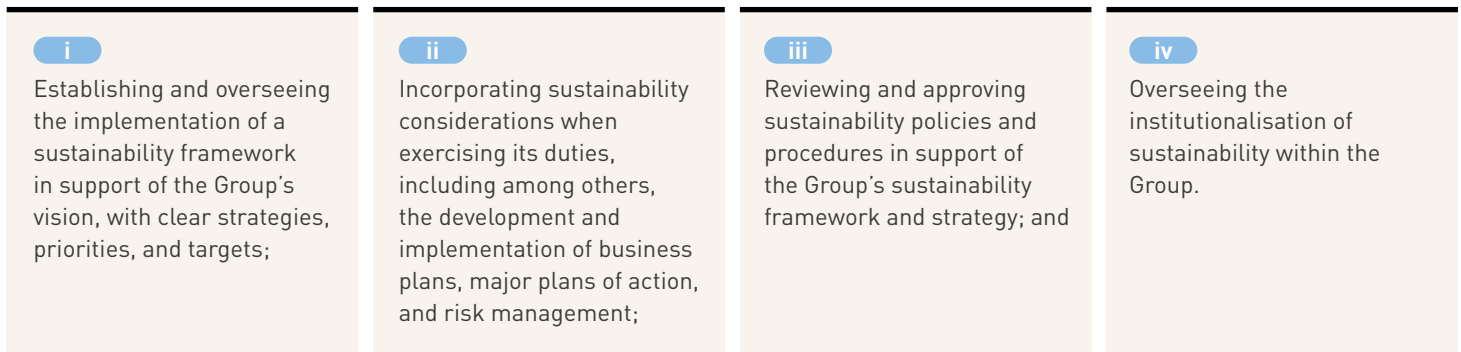 i
Establishing and overseeing
the implementation of a
sustainability framework
in support of the Group’s
vision, with clear strategies,
priorities, and targets;
ii
Incorporating sustainability
considerations when
exercising its duties,
including among others,
the development and
implementation of business
plans, major plans of action,
and risk management;
iii
Reviewing and approving
sustainability policies and
procedures in support of
the Group’s sustainability
framework and strategy; and
iv
Overseeing the
institutionalisation of
sustainability within the
Group.